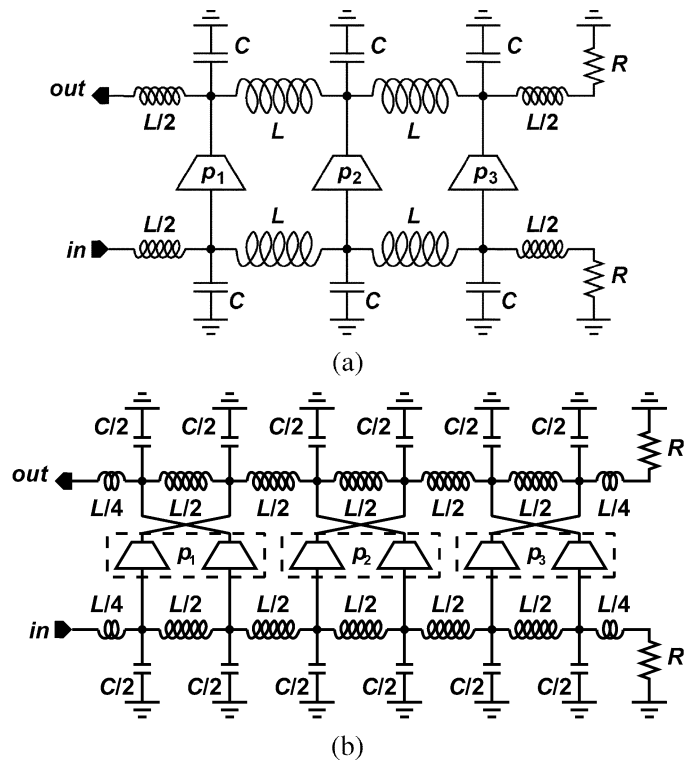 C C C
R
out
L/2 L L L/2
p1 p2 p3
L/2 L L L/2
in
R
C C C
(a)
C/2 C/2 C/2 C/2 C/2 C/2
R
out
L/4 L/2 L/2 L/2 L/2 L/2 L/4
p1 p2 p3
L/4 L/2 L/2 L/2 L/2 L/2 L/4
in
R
C/2 C/2 C/2 C/2 C/2 C/2
(b)